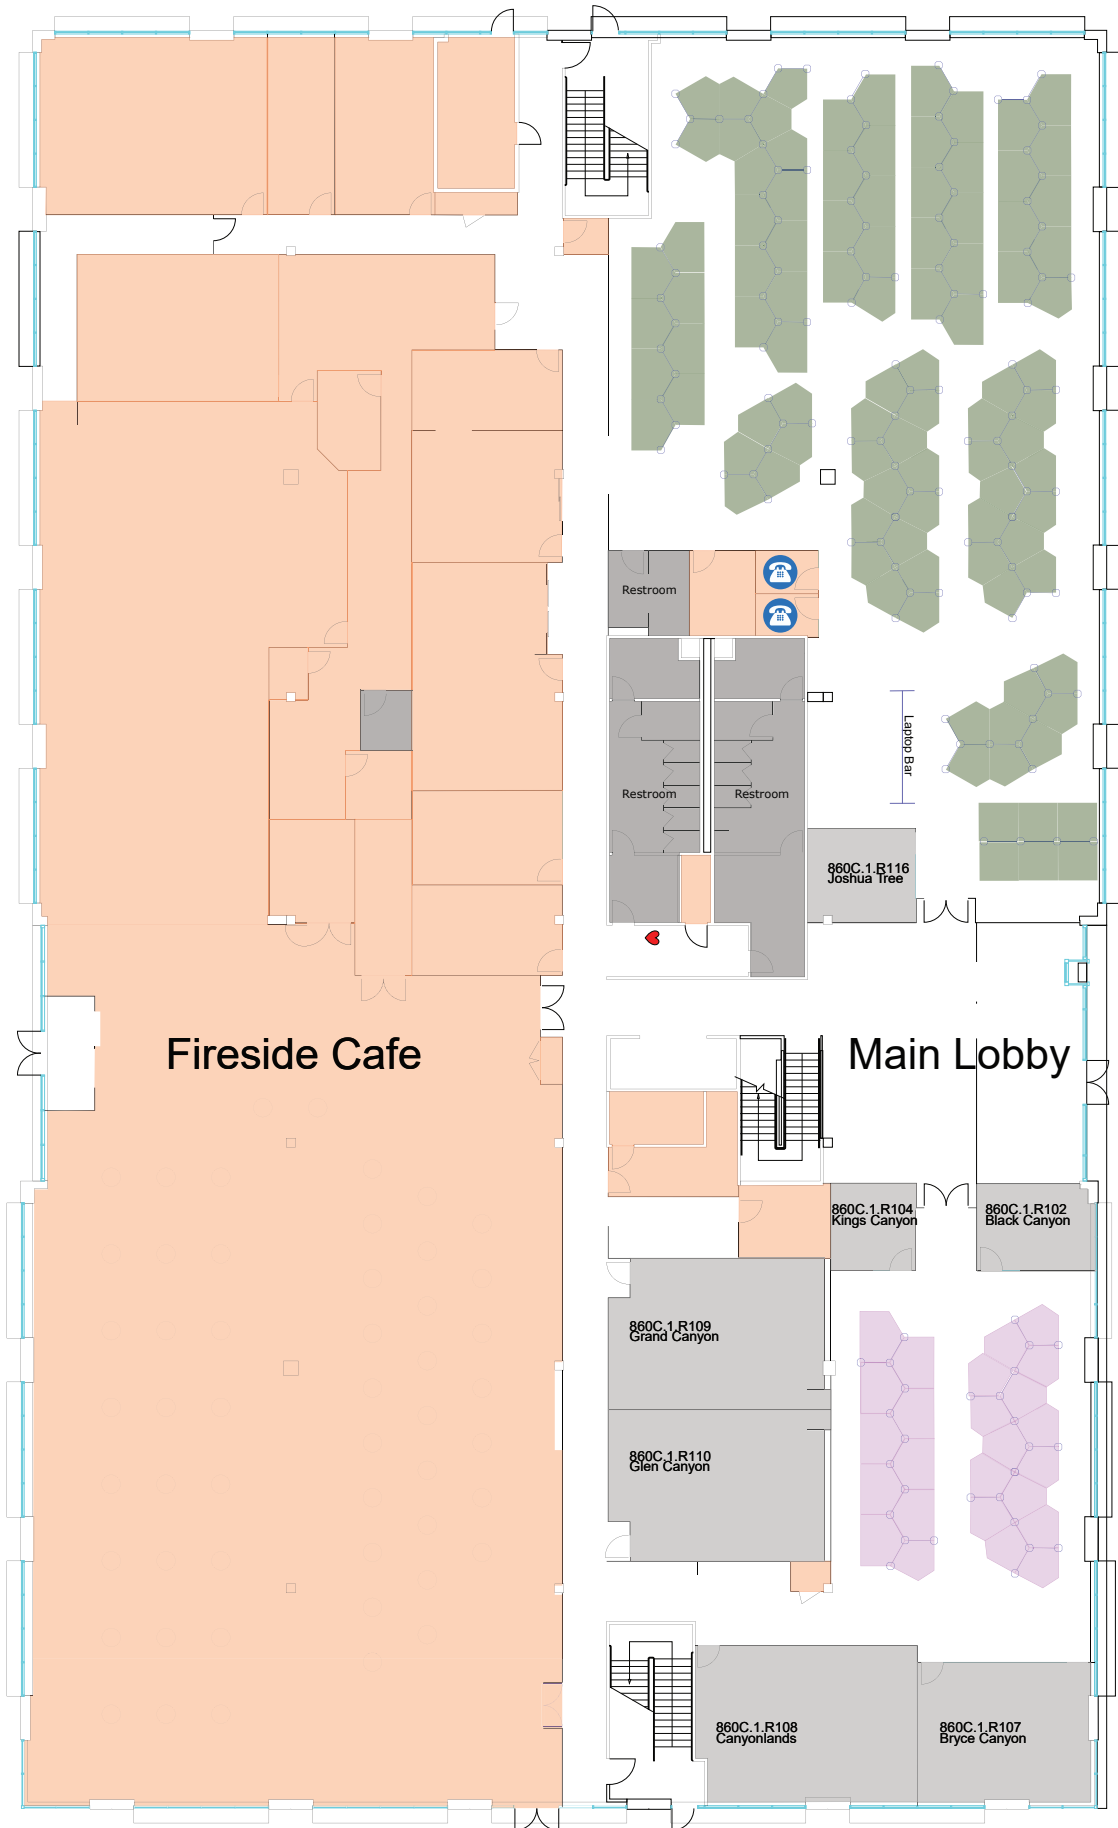 Restroom
Laptop Bar
Restroom
Restroom
860C.1.R116
Joshua Tree
Fireside Cafe
Main Lobby
860C.1.R104
Kings Canyon
860C.1.R102
Black Canyon
860C.1.R109
Grand Canyon
860C.1.R110
Glen Canyon
860C.1.R108
Canyonlands
860C.1.R107
Bryce Canyon